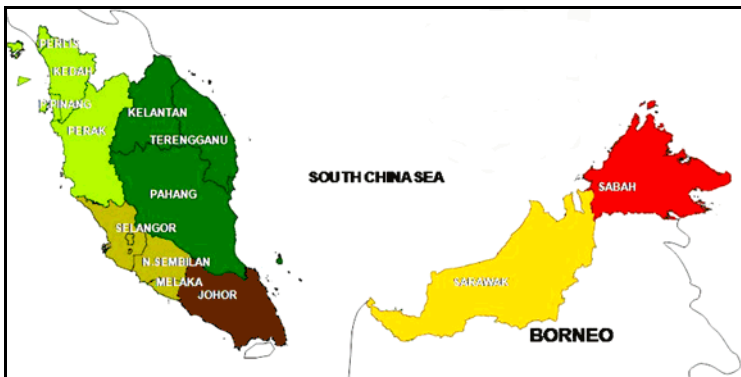 PERLIS
KEDAH
P.PINANG
PERAK
KELANTAN
TERENGGANU
PAHANG
SELANGOR
N.SEMBILAN
MELAKA
JOHOR
SOUTH CHINA SEA
SABAH
SARAWAK
BORNEO